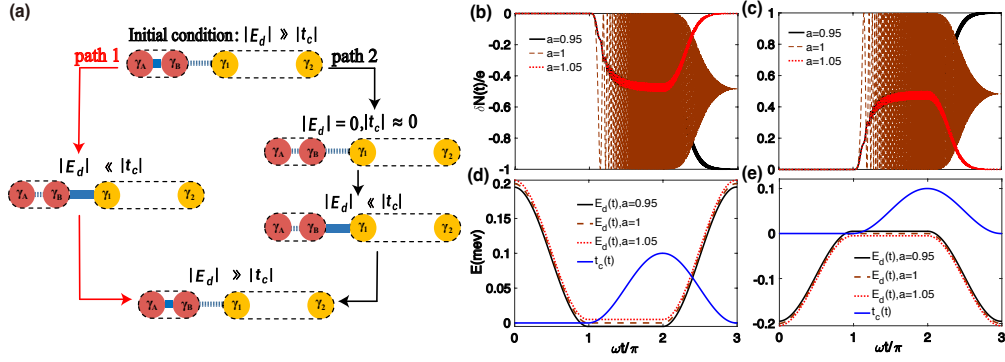 (a)
Initial condition: |E_d| ≫ |t_c|
path 1
path 2
γ_A γ_B γ_1 γ_2
|E_d| = 0, |t_c| ≈ 0
γ_A γ_B γ_1 γ_2
|E_d| ≪ |t_c|
γ_A γ_B γ_1 γ_2
|E_d| ≪ |t_c|
γ_A γ_B γ_1 γ_2
|E_d| ≫ |t_c|
γ_A γ_B γ_1 γ_2
(b)
0
-0.2
-0.4
-0.6
-0.8
-1
δN(t)/e
a=0.95
a=1
a=1.05
(c)
1
0.8
0.6
0.4
0.2
0
a=0.95
a=1
a=1.05
(d)
0.2
0.15
0.1
0.05
0
E(mev)
E_d(t),a=0.95
E_d(t),a=1
E_d(t),a=1.05
t_c(t)
0 1 2 3
ωt/π
(e)
0.1
0
-0.1
-0.2
E_d(t),a=0.95
E_d(t),a=1
E_d(t),a=1.05
t_c(t)
0 1 2 3
ωt/π